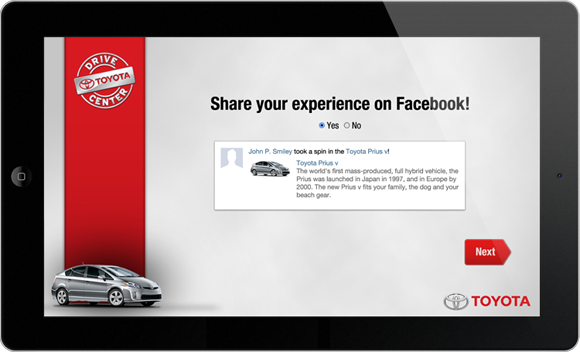 DRIVE
TOYOTA
CENTER
Share your experience on Facebook!
Yes No
John P. Smiley took a spin in the Toyota Prius v!
Toyota Prius v
The world's first mass-produced, full hybrid vehicle, the
Prius was launched in Japan in 1997, and in Europe by
2000. The new Prius v fits your family, the dog and your
beach gear.
Next
TOYOTA